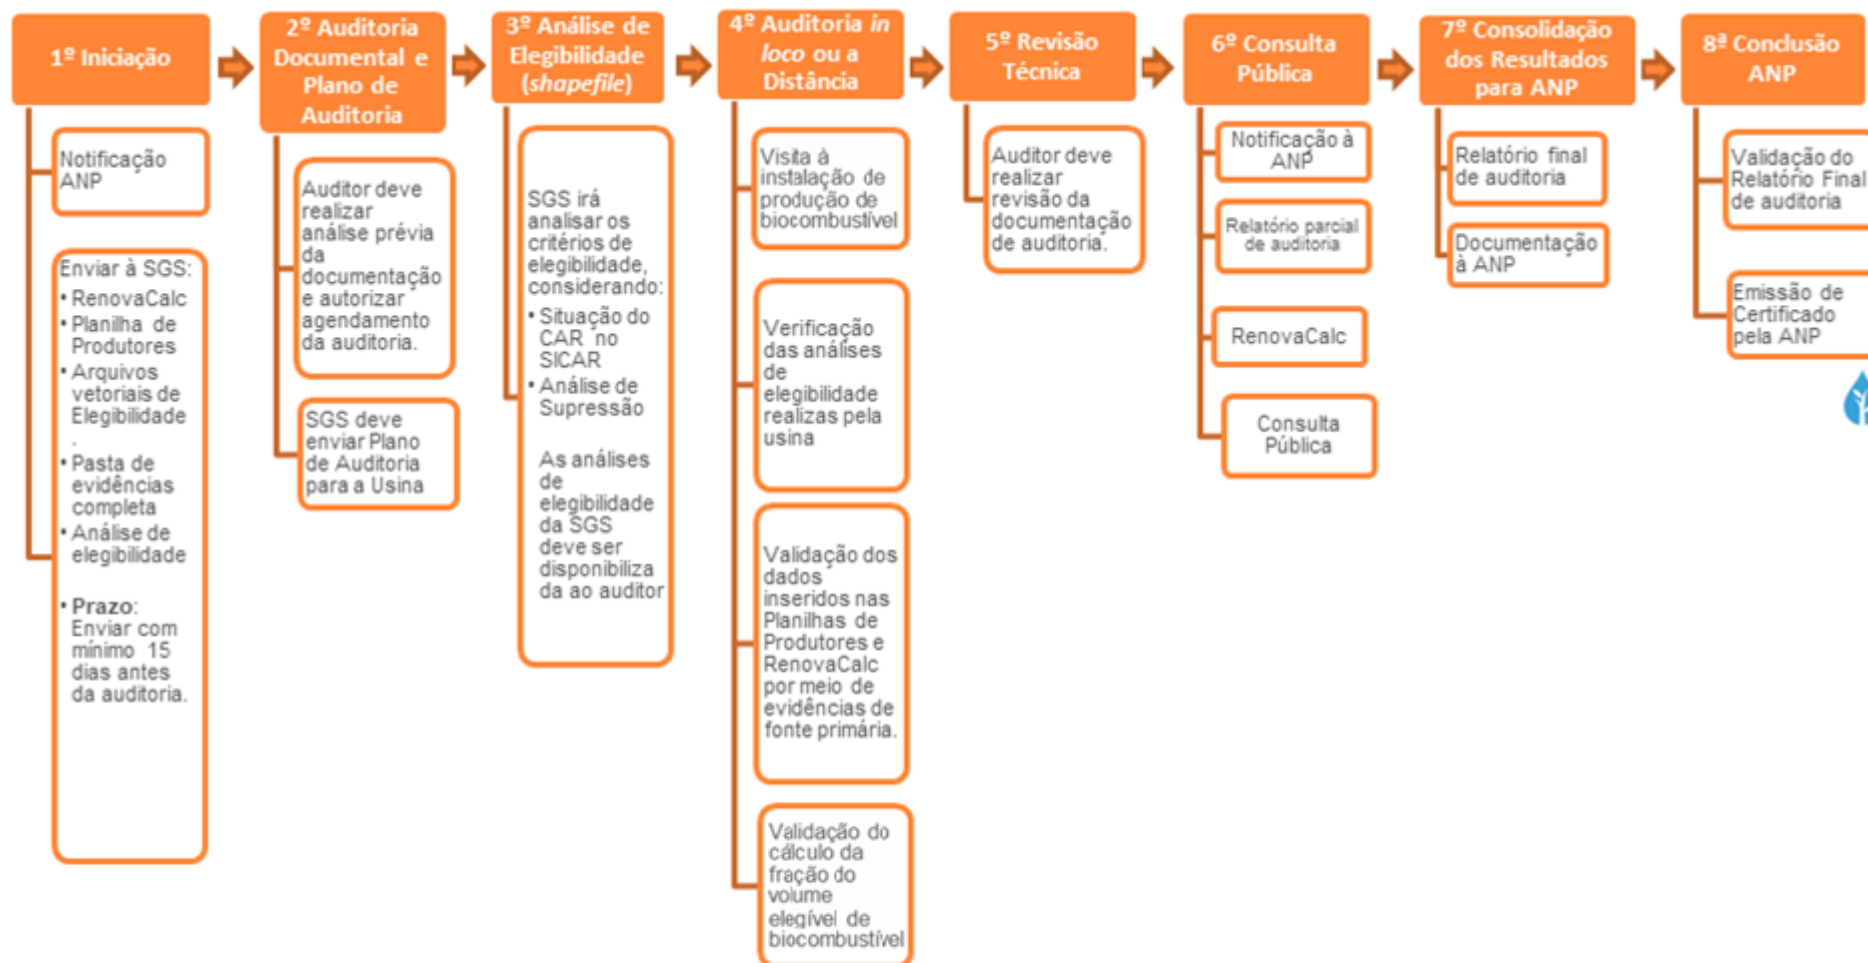 1º Iniciação
Notificação
ANP
Enviar à SGS:
• RenovaCalc
• Planilha de
Produtores
• Arquivos
vetoriais de
Elegibilidade
.
• Pasta de
evidências
completa
• Análise de
elegibilidade
• Prazo:
Enviar com
mínimo 15
dias antes
da auditoria.
2º Auditoria
Documental e
Plano de
Auditoria
Auditor deve
realizar
análise prévia
da
documentação
e autorizar
agendamento
da auditoria.
SGS deve
enviar Plano
de Auditoria
para a Usina
3º Análise de
Elegibilidade
(shapefile)
SGS irá
analisar os
critérios de
elegibilidade,
considerando:
• Situação do
CAR no
SICAR
• Análise de
Supressão
As análises
de
elegibilidade
da SGS
deve ser
disponibiliza
da ao auditor
4º Auditoria in
loco ou a
Distância
Visita à
instalação de
produção de
biocombustível
Verificação
das análises
de
elegibilidade
realizas pela
usina
Validação dos
dados
inseridos nas
Planilhas de
Produtores e
RenovaCalc
por meio de
evidências de
fonte primária.
Validação do
cálculo da
fração do
volume
elegível de
biocombustível
5º Revisão
Técnica
Auditor deve
realizar
revisão da
documentação
de auditoria.
6º Consulta
Pública
Notificação à
ANP
Relatório parcial
de auditoria
RenovaCalc
Consulta
Pública
7º Consolidação
dos Resultados
para ANP
Relatório final
de auditoria
Documentação
à ANP
8ª Conclusão
ANP
Validação do
Relatório Final
de auditoria
Emissão de
Certificado
pela ANP